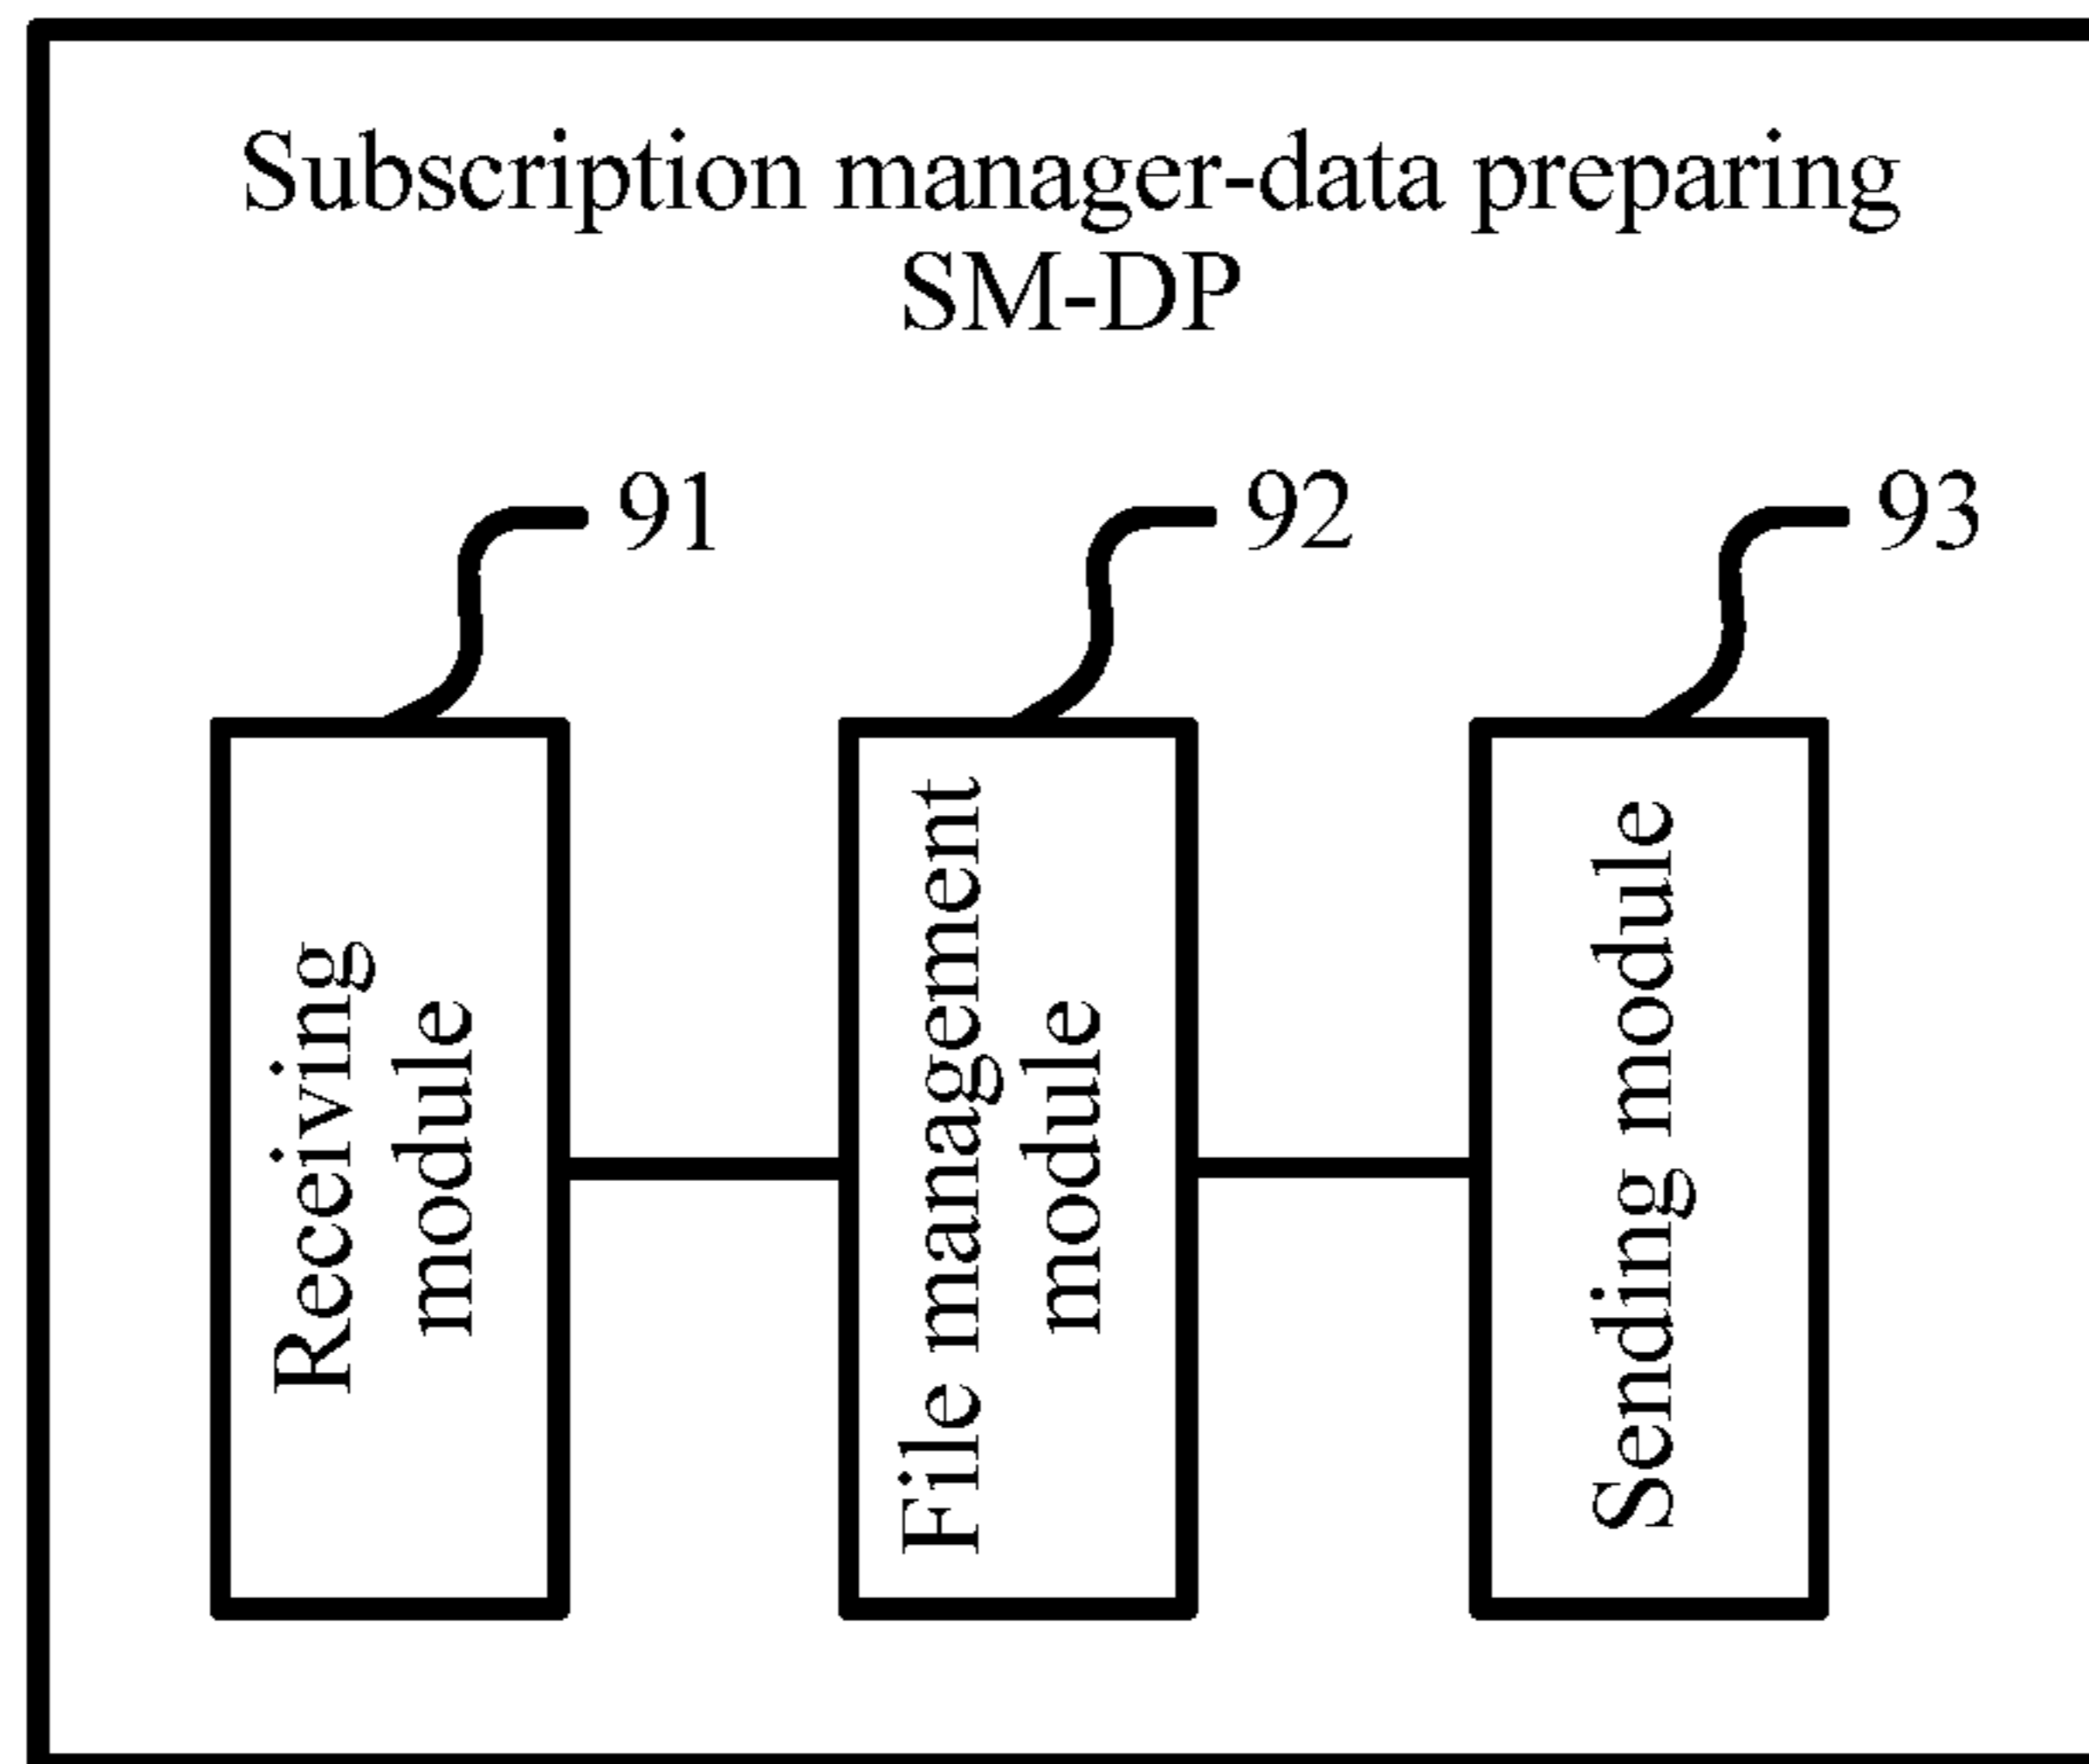 Subscription manager-data preparing
SM-DP
91
92
93
Receiving
module
File management
module
Sending module